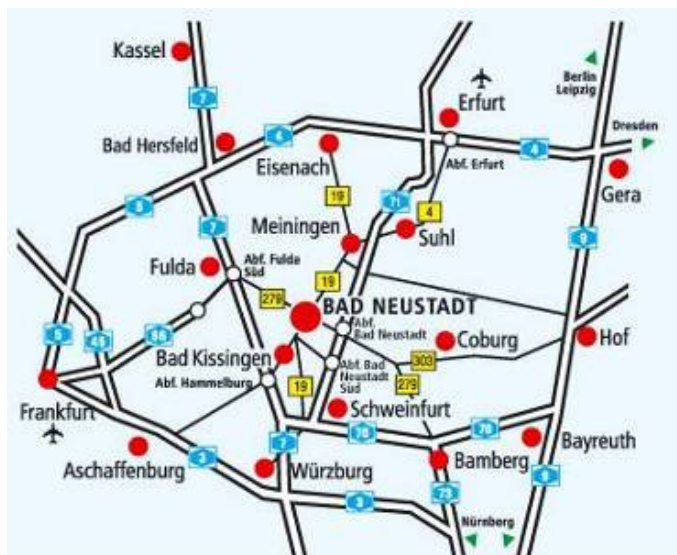 Kassel
7
Berlin
Leipzig
Erfurt
Dresden
Bad Hersfeld
4
Eisenach
Abf. Erfurt
4
Gera
19
71
4
Meiningen
Suhl
7
9
Fulda
Abf. Fulda
Süd
279
19
BAD NEUSTADT
Abf.
Bad Neustadt
Coburg
Hof
5
45
66
Bad Kissingen
Abf. Hammelburg
Abf. Bad
Neustadt
Süd
303
279
19
Frankfurt
Schweinfurt
70
70
Bayreuth
Aschaffenburg
3
7
Würzburg
Bamberg
9
3
73
Nürnberg